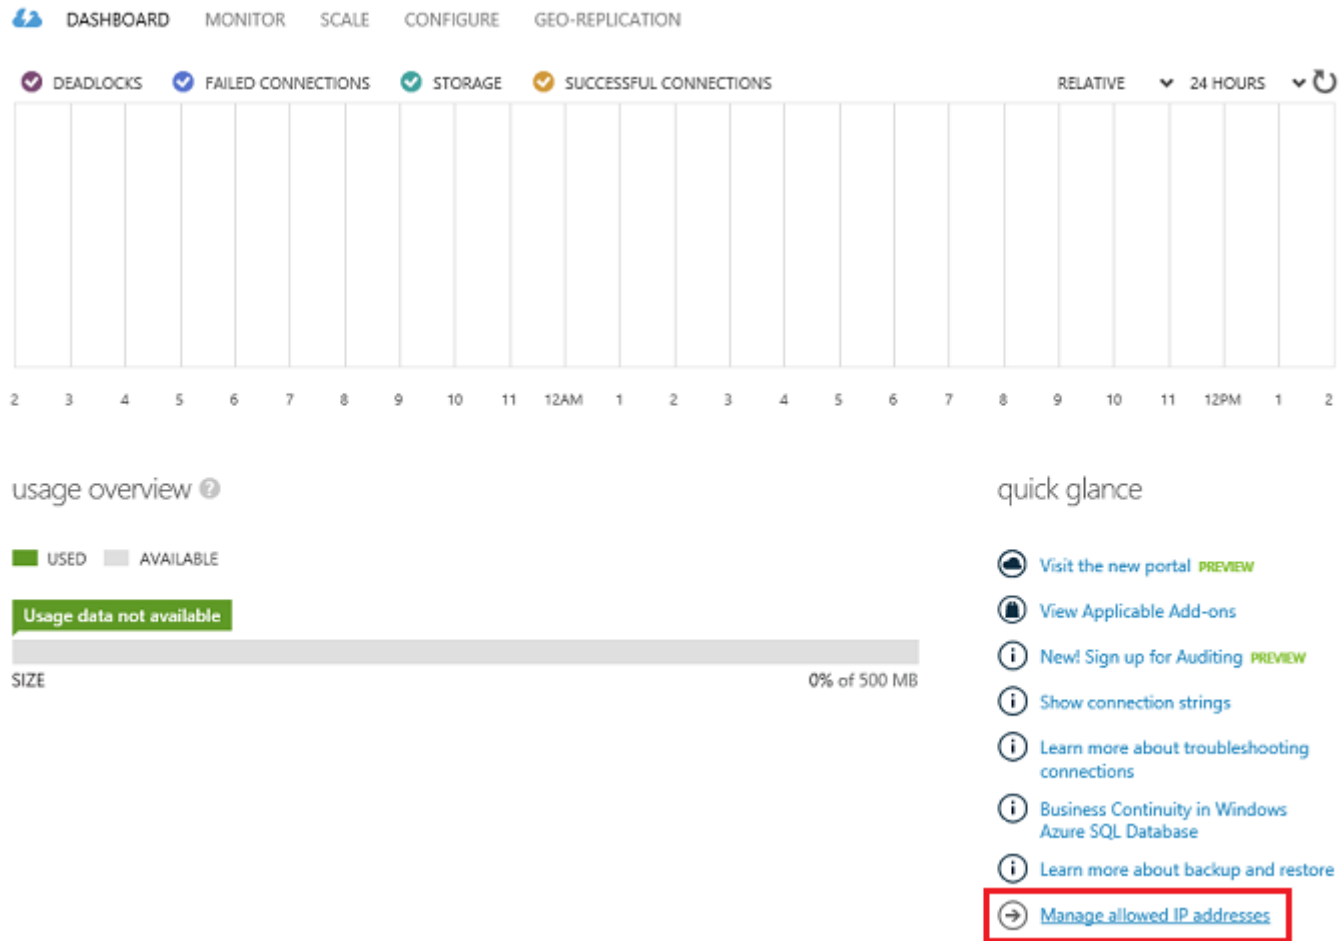 DASHBOARD MONITOR SCALE CONFIGURE GEO-REPLICATION
DEADLOCKS FAILED CONNECTIONS STORAGE SUCCESSFUL CONNECTIONS RELATIVE 24 HOURS
2 3 4 5 6 7 8 9 10 11 12AM 1 2 3 4 5 6 7 8 9 10 11 12PM 1 2
usage overview ?
USED AVAILABLE
Usage data not available
SIZE 0% of 500 MB
quick glance
Visit the new portal PREVIEW
View Applicable Add-ons
New! Sign up for Auditing PREVIEW
Show connection strings
Learn more about troubleshooting
connections
Business Continuity in Windows
Azure SQL Database
Learn more about backup and restore
Manage allowed IP addresses